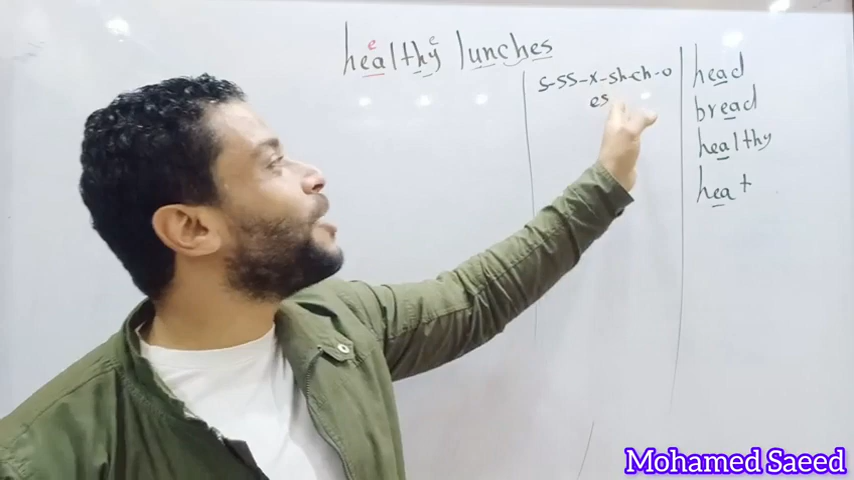 healthy lunches
e e
s-ss-x-sh-ch-o
es
head
bread
healthy
heat
Mohamed Saeed